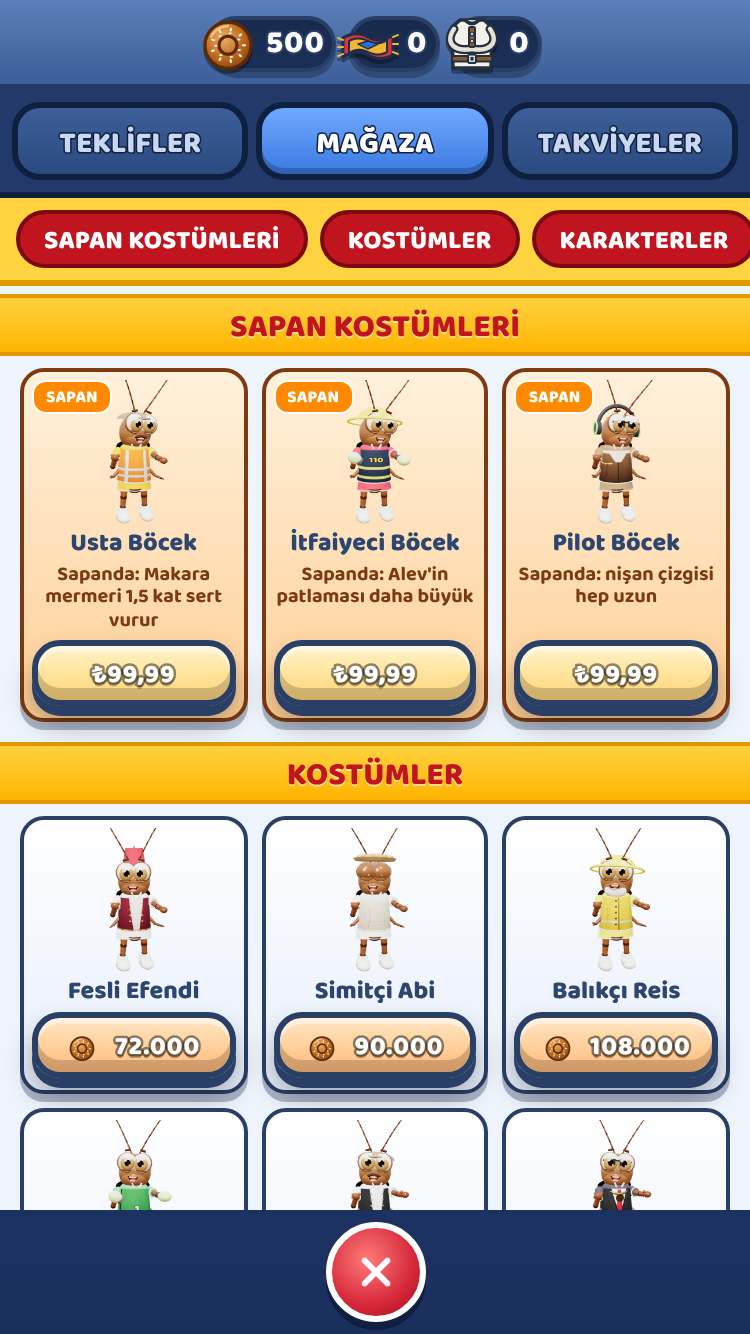 500
0
0
TEKLİFLER
MAĞAZA
TAKVİYELER
SAPAN KOSTÜMLERİ
KOSTÜMLER
KARAKTERLER
SAPAN KOSTÜMLERİ
SAPAN
110
SAPAN
SAPAN
Usta Böcek
Sapanda: Makara
mermeri 1,5 kat sert
vurur
₺99,99
İtfaiyeci Böcek
Sapanda: Alev'in
patlaması daha büyük
₺99,99
Pilot Böcek
Sapanda: nişan çizgisi
hep uzun
₺99,99
KOSTÜMLER
Fesli Efendi
72.000
Simitçi Abi
90.000
Balıkçı Reis
108.000
1